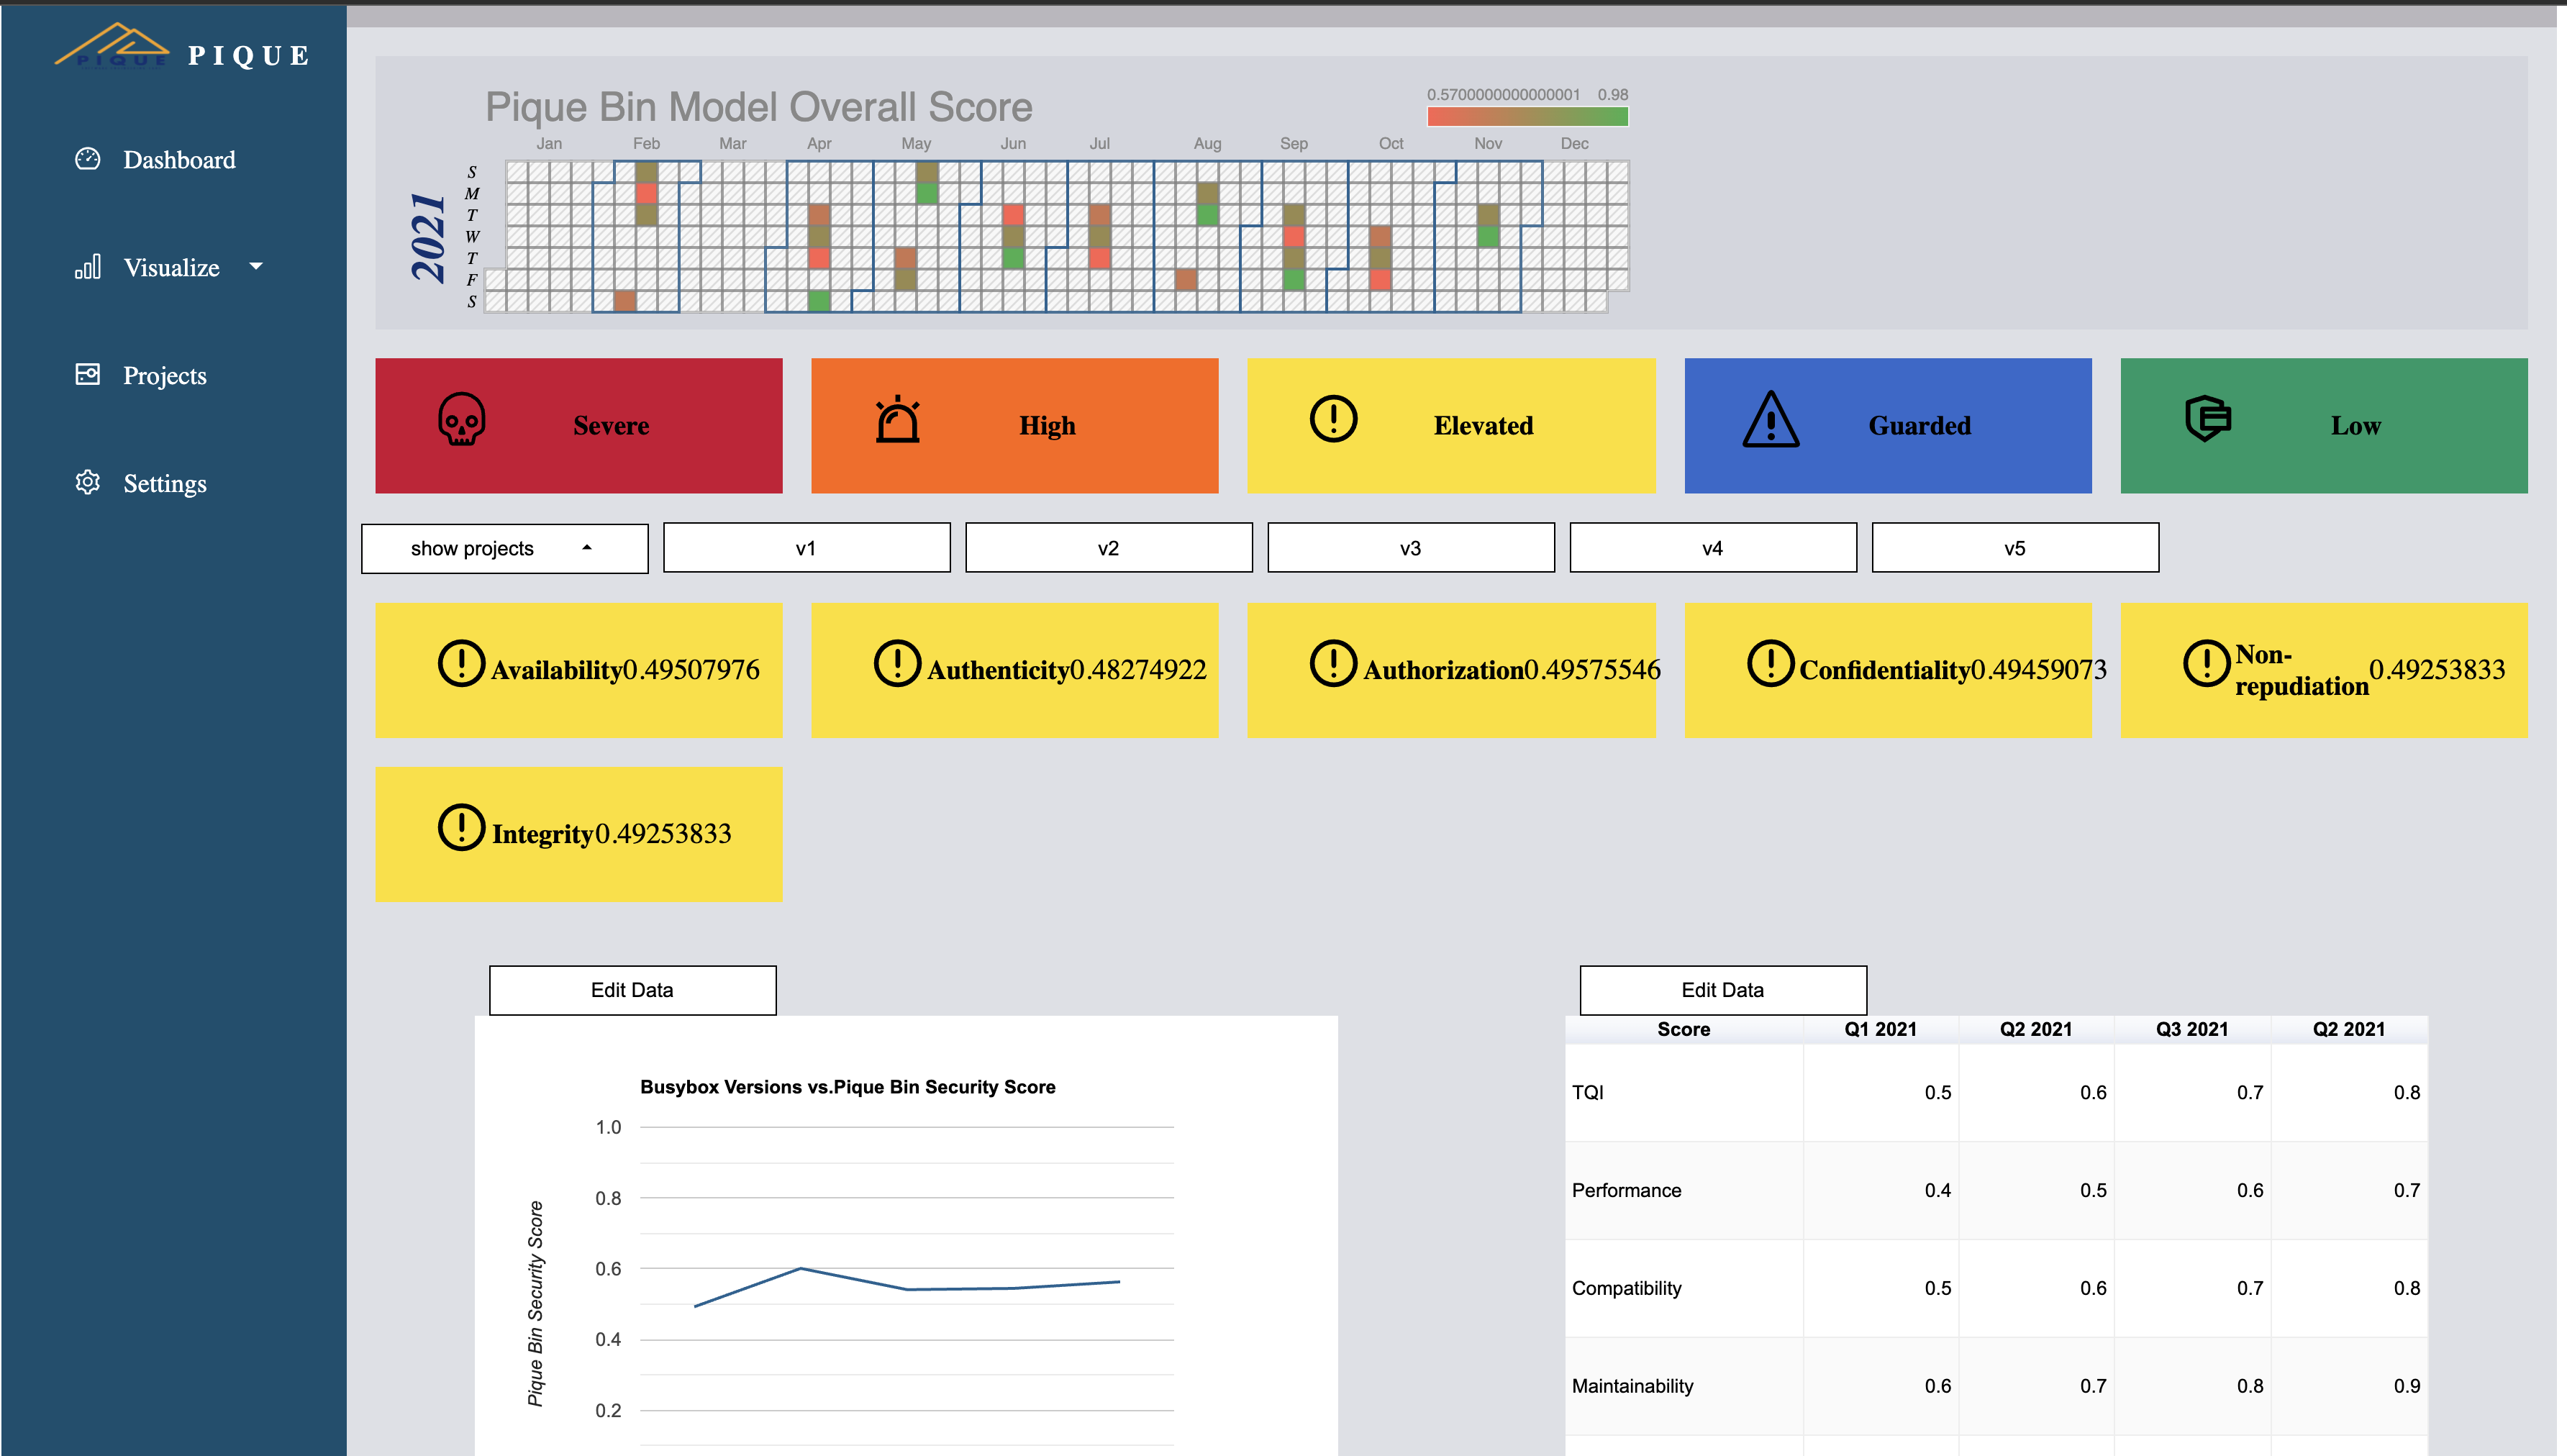 PIQUE
PIQUE
Dashboard
Visualize
Projects
Settings
Pique Bin Model Overall Score
0.5700000000000001 0.98
Jan Feb Mar Apr May Jun Jul Aug Sep Oct Nov Dec
2021
S
M
T
W
T
F
S
Severe
High
Elevated
Guarded
Low
show projects
v1
v2
v3
v4
v5
Availability0.49507976
Authenticity0.48274922
Authorization0.49575546
Confidentiality0.49459073
Non-
repudiation
0.49253833
Integrity0.49253833
Edit Data
Busybox Versions vs.Pique Bin Security Score
Pique Bin Security Score
1.0
0.8
0.6
0.4
0.2
Edit Data
Score Q1 2021 Q2 2021 Q3 2021 Q2 2021
TQI 0.5 0.6 0.7 0.8
Performance 0.4 0.5 0.6 0.7
Compatibility 0.5 0.6 0.7 0.8
Maintainability 0.6 0.7 0.8 0.9